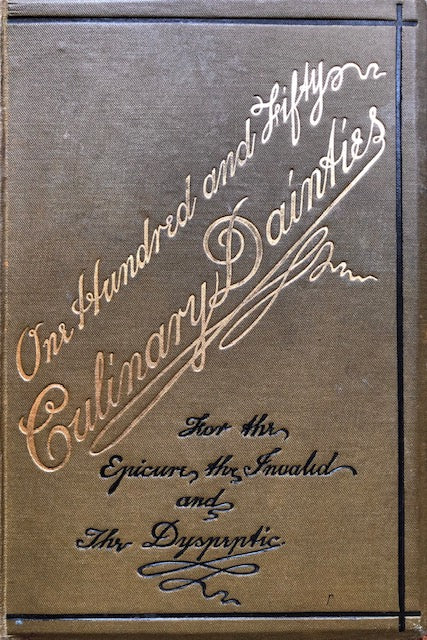 One Hundred and Fifty
Culinary Dainties
For the
Epicure, the Invalid
and
The Dyspeptic.